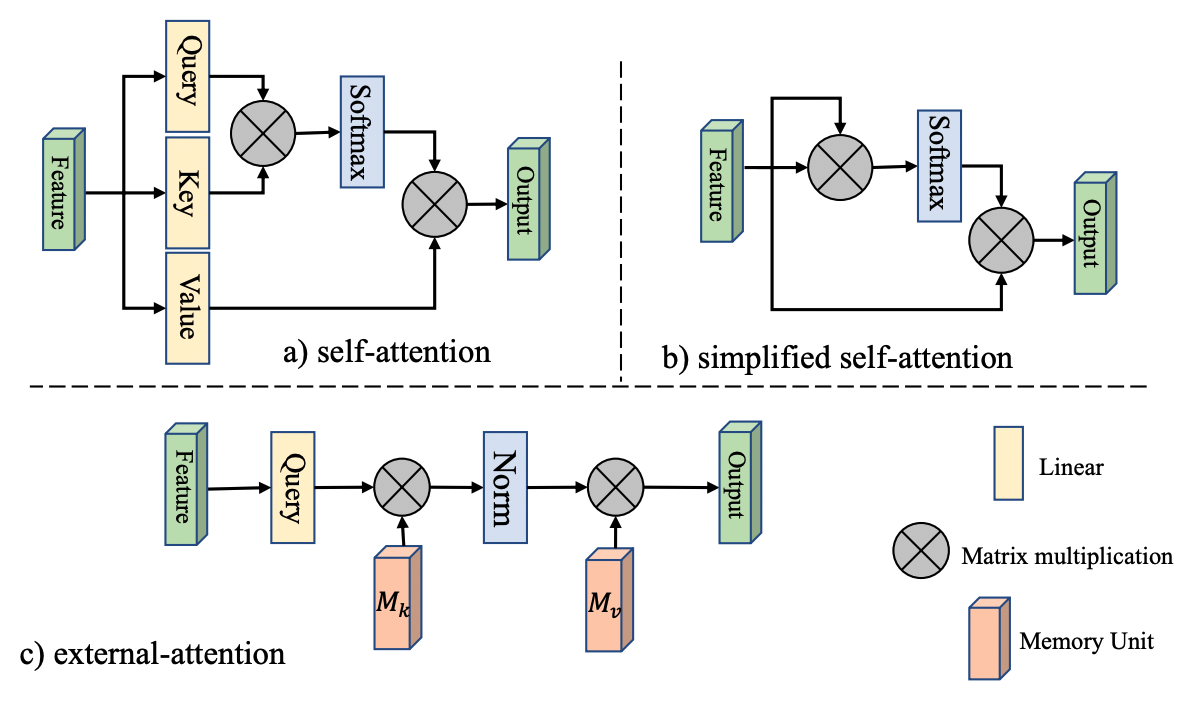 Feature
Query
Key
Value
Softmax
Output
a) self-attention
Feature
Softmax
Output
b) simplified self-attention
Feature
Query
Norm
Output
M_k
M_v
c) external-attention
Linear
Matrix multiplication
Memory Unit